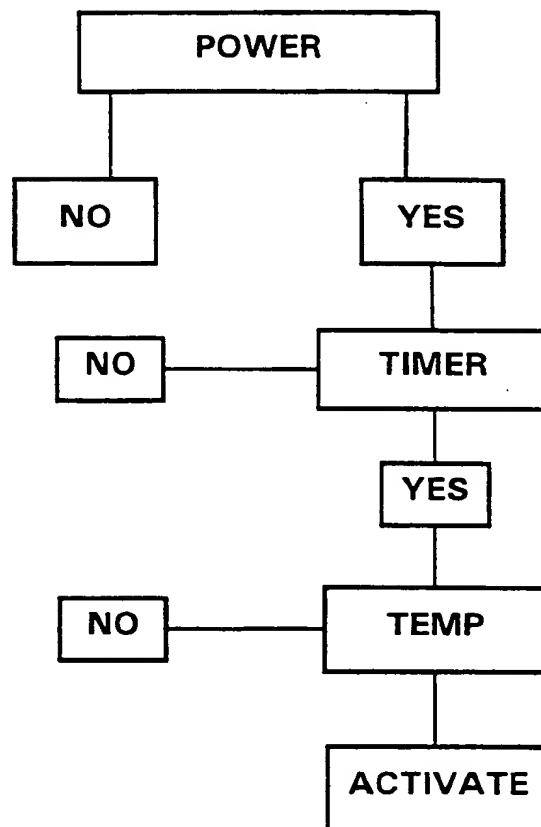 POWER
NO
YES
NO
TIMER
YES
NO
TEMP
ACTIVATE